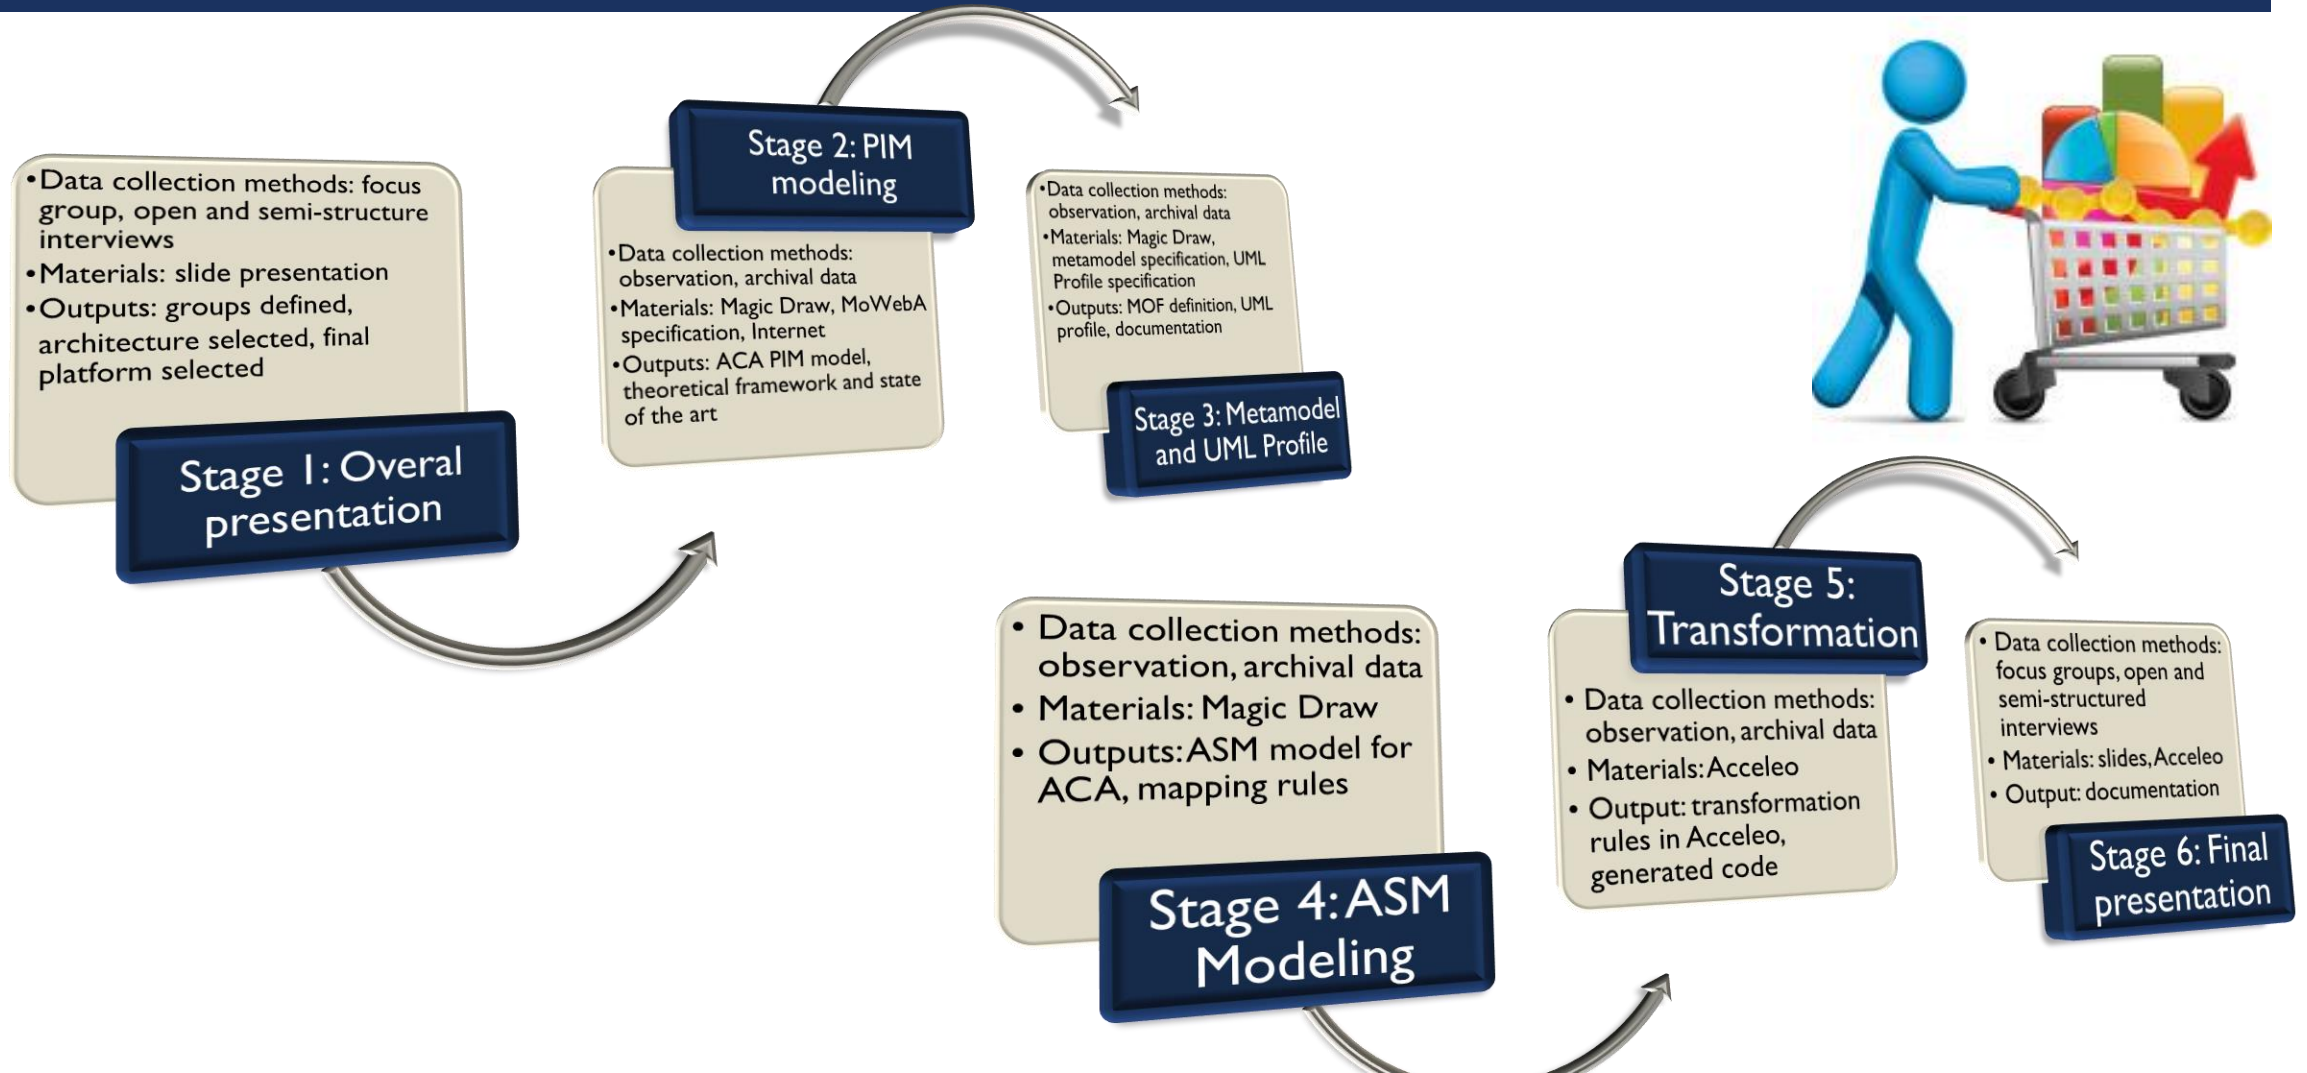 •Data collection methods: focus
group, open and semi-structure
interviews
•Materials: slide presentation
•Outputs: groups defined,
architecture selected, final
platform selected
Stage 1: Overal
presentation
Stage 2: PIM
modeling
•Data collection methods:
observation, archival data
•Materials: Magic Draw, MoWebA
specification, Internet
•Outputs: ACA PIM model,
theoretical framework and state
of the art
•Data collection methods:
observation, archival data
•Materials: Magic Draw,
metamodel specification, UML
Profile specification
•Outputs: MOF definition, UML
profile, documentation
Stage 3: Metamodel
and UML Profile
• Data collection methods:
observation, archival data
• Materials: Magic Draw
• Outputs: ASM model for
ACA, mapping rules
Stage 4: ASM
Modeling
Stage 5:
Transformation
• Data collection methods:
observation, archival data
• Materials: Acceleo
• Output: transformation
rules in Acceleo,
generated code
• Data collection methods:
focus groups, open and
semi-structured
interviews
• Materials: slides, Acceleo
• Output: documentation
Stage 6: Final
presentation